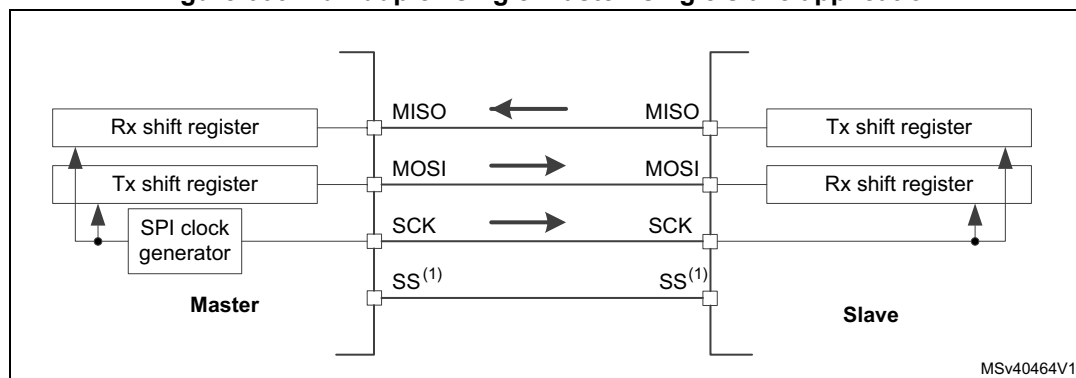 MISO MISO
Rx shift register Tx shift register
MOSI MOSI
Tx shift register Rx shift register
SPI clock
generator
SCK SCK
SS(1) SS(1)
Master Slave
MSv40464V1